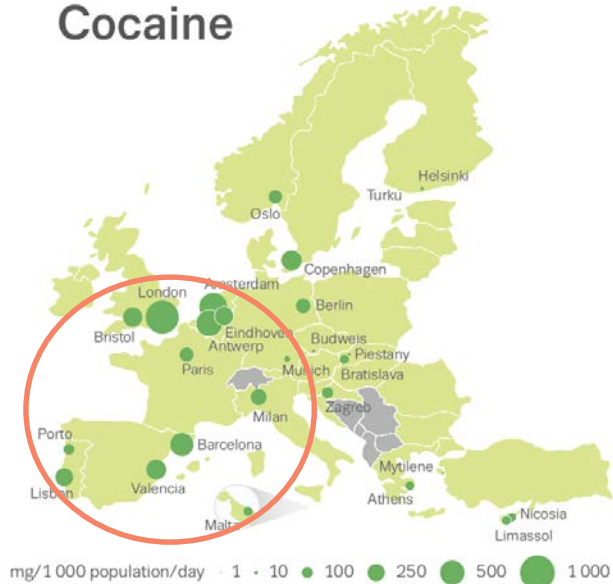 Cocaine
Helsinki
Turku
Oslo
Copenhagen
Amsterdam
London
Berlin
Bristol
Eindhoven
Budweis
Antwerp
Piestany
Paris
Munich
Bratislava
Milan
Zagreb
Porto
Barcelona
Lisbon
Valencia
Mytilene
Athens
Nicosia
Malta
Limassol
mg/1 000 population/day 1 10 100 250 500 1 000